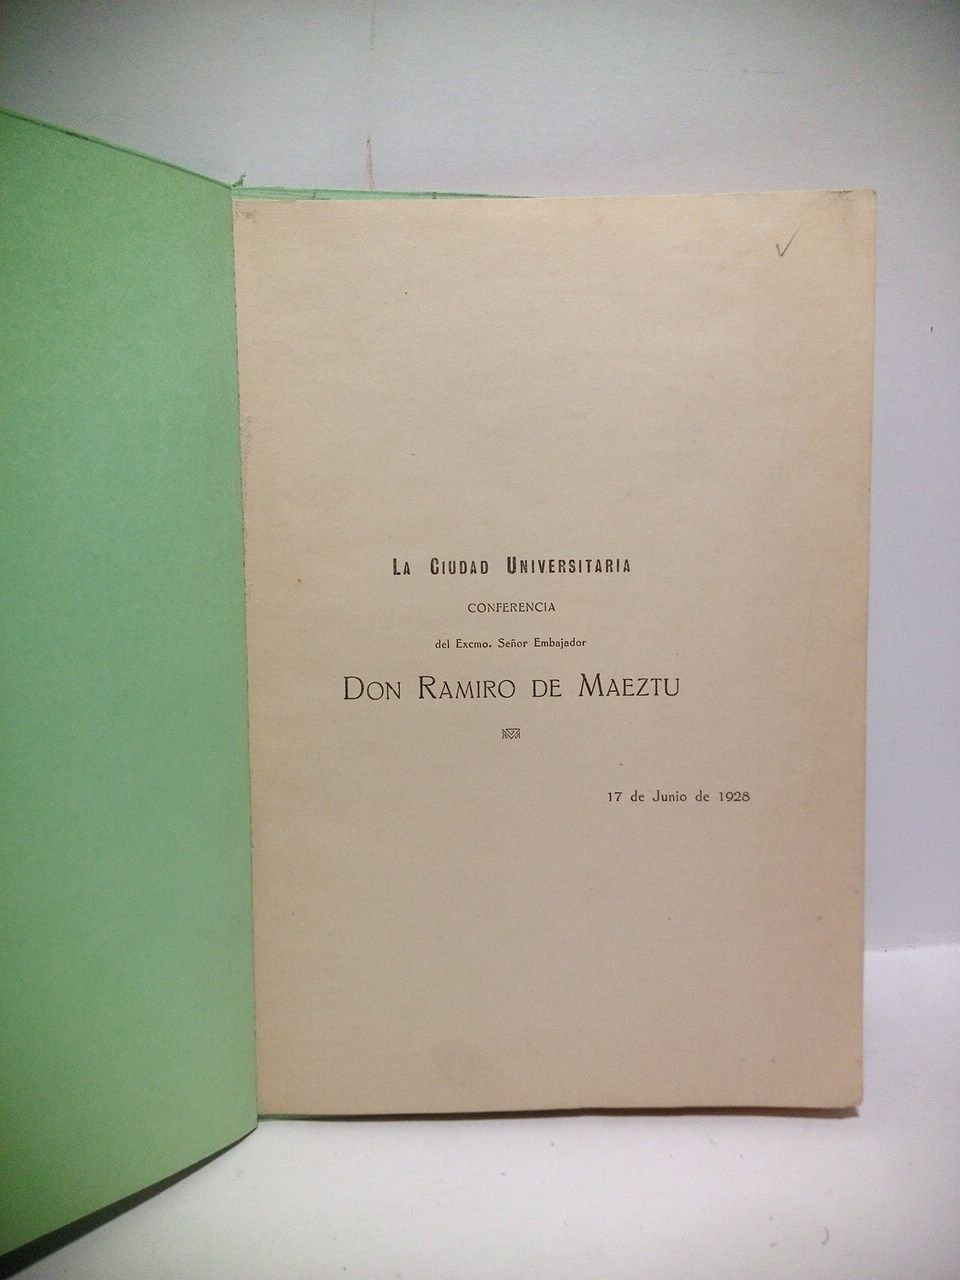 La Ciudad Universitaria
CONFERENCIA
del Excmo. Señor Embajador
Don Ramiro de Maeztu
17 de Junio de 1928